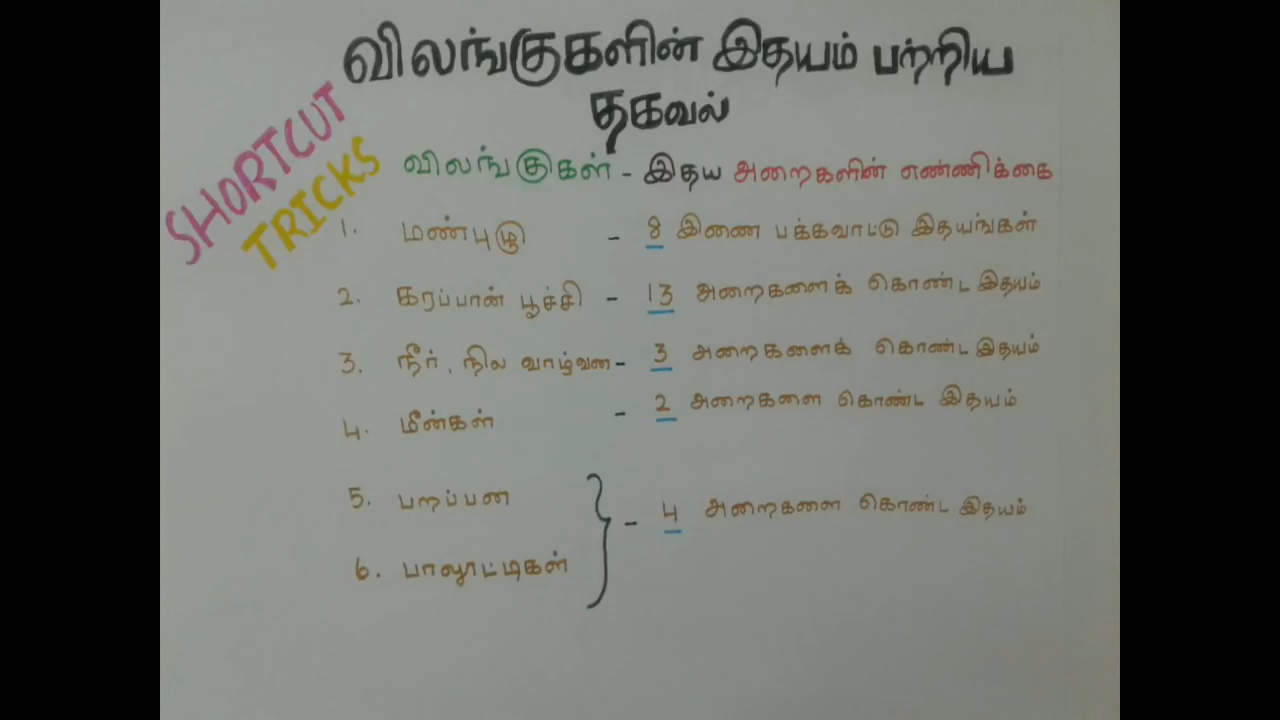 விலங்குகளின் இதயம் பற்றிய
தகவல்
SHORTCUT
TRICKS
விலங்குகள் - இதய அறைகளின் எண்ணிக்கை
1. மண்புழு - 8 இணை பக்கவாட்டு இதயங்கள்
2. கரப்பான் பூச்சி - 13 அறைகளைக் கொண்ட இதயம்
3. நீர், நில வாழ்வன - 3 அறைகளைக் கொண்ட இதயம்
4. மீன்கள் - 2 அறைகளை கொண்ட இதயம்
5. பறப்பன
6. பாலூட்டிகள் } - 4 அறைகளை கொண்ட இதயம்